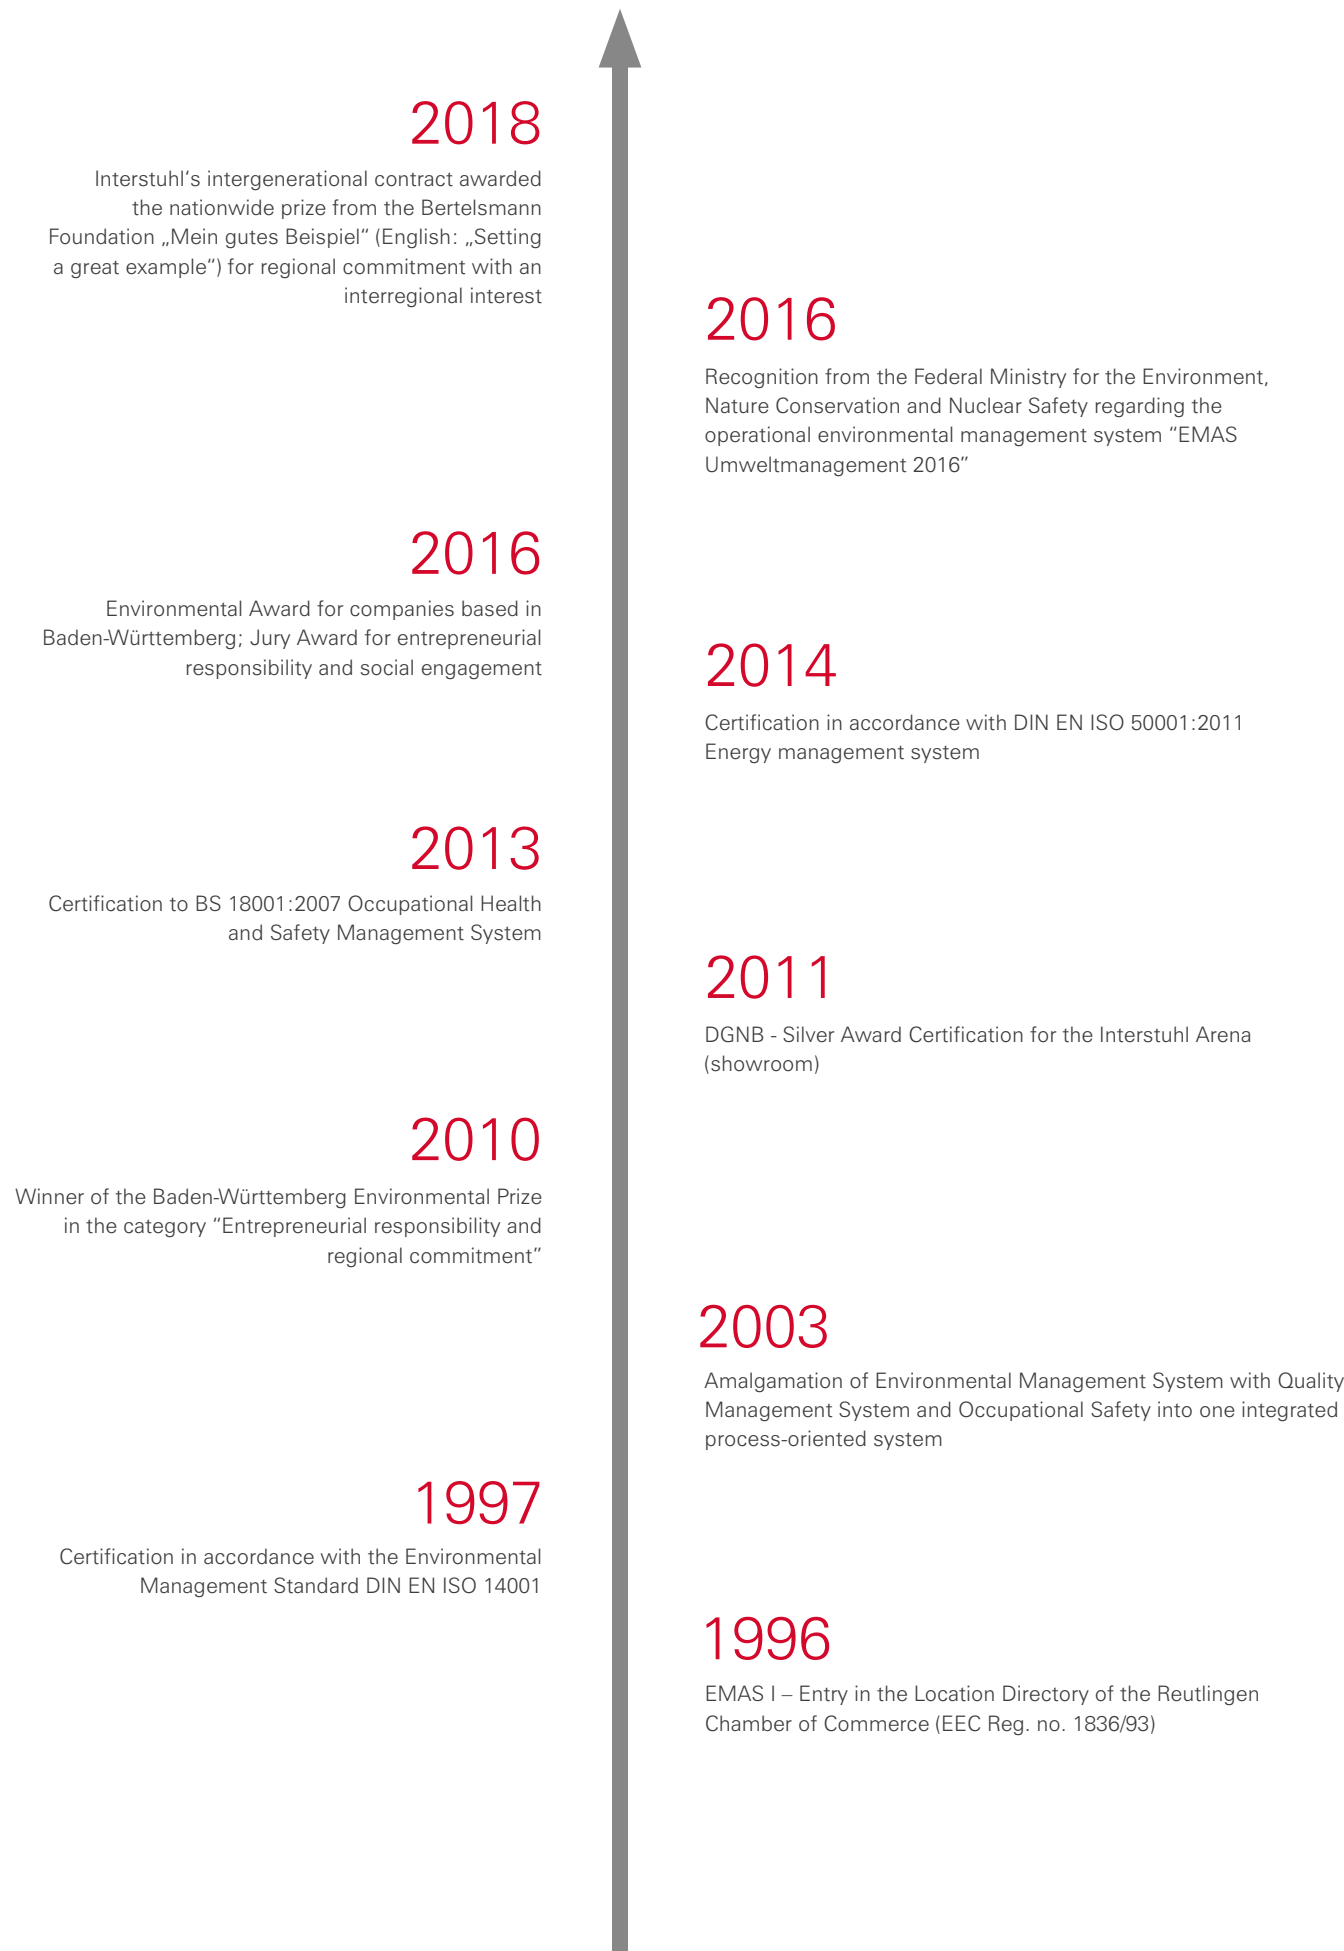 2018
Interstuhl‘s intergenerational contract awarded
the nationwide prize from the Bertelsmann
Foundation „Mein gutes Beispiel“ (English: „Setting
a great example“) for regional commitment with an
interregional interest
2016
Recognition from the Federal Ministry for the Environment,
Nature Conservation and Nuclear Safety regarding the
operational environmental management system “EMAS
Umweltmanagement 2016”
2016
Environmental Award for companies based in
Baden-Württemberg; Jury Award for entrepreneurial
responsibility and social engagement
2014
Certification in accordance with DIN EN ISO 50001:2011
Energy management system
2013
Certification to BS 18001:2007 Occupational Health
and Safety Management System
2011
DGNB - Silver Award Certification for the Interstuhl Arena
(showroom)
2010
Winner of the Baden-Württemberg Environmental Prize
in the category “Entrepreneurial responsibility and
regional commitment”
2003
Amalgamation of Environmental Management System with Quality
Management System and Occupational Safety into one integrated
process-oriented system
1997
Certification in accordance with the Environmental
Management Standard DIN EN ISO 14001
1996
EMAS I – Entry in the Location Directory of the Reutlingen
Chamber of Commerce (EEC Reg. no. 1836/93)